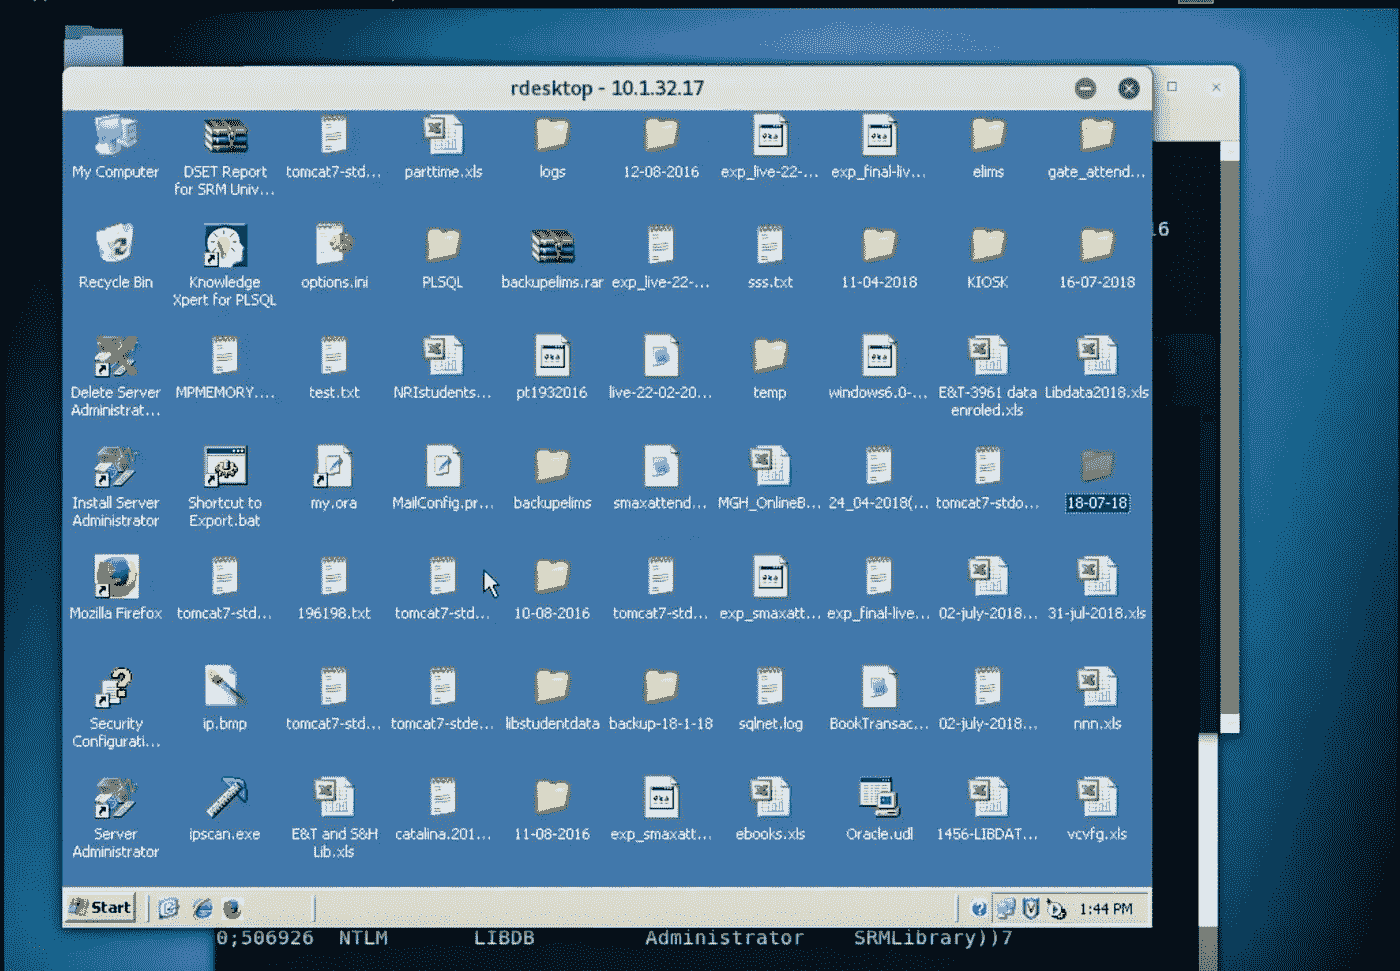 rdesktop - 10.1.32.17
My Computer
DSET Report
for SRM Univ...
tomcat7-std...
parttime.xls
logs
12-08-2016
exp_live-22-...
exp_final-liv...
elims
gate_attend...
16
Recycle Bin
Knowledge
Xpert for PLSQL
options.ini
PLSQL
backupelims.rar
exp_live-22-...
sss.txt
11-04-2018
KIOSK
16-07-2018
Delete Server
Administrat...
MPMEMORY....
test.txt
NRIstudents...
pt1932016
live-22-02-20...
temp
windows6.0-...
E&T-3961 data
enroled.xls
Libdata2018.xls
Install Server
Administrator
Shortcut to
Export.bat
my.ora
MailConfig.pr...
backupelims
smaxattend...
MGH_OnlineB...
24_04-2018(...
tomcat7-stdo...
18-07-18
Mozilla Firefox
tomcat7-std...
196198.txt
tomcat7-std...
10-08-2016
tomcat7-std...
exp_smaxatt...
exp_final-live...
02-july-2018...
31-jul-2018.xls
Security
Configurati...
ip.bmp
tomcat7-std...
tomcat7-stde...
libstudentdata
backup-18-1-18
sqlnet.log
BookTransac...
02-july-2018...
nnn.xls
Server
Administrator
ipscan.exe
E&T and S&H
Lib.xls
catalina.201...
11-08-2016
exp_smaxatt...
ebooks.xls
Oracle.udl
1456-LIBDAT...
vcvfg.xls
Start
1:44 PM
0;506926 NTLM LIBDB Administrator SRMLibrary))7